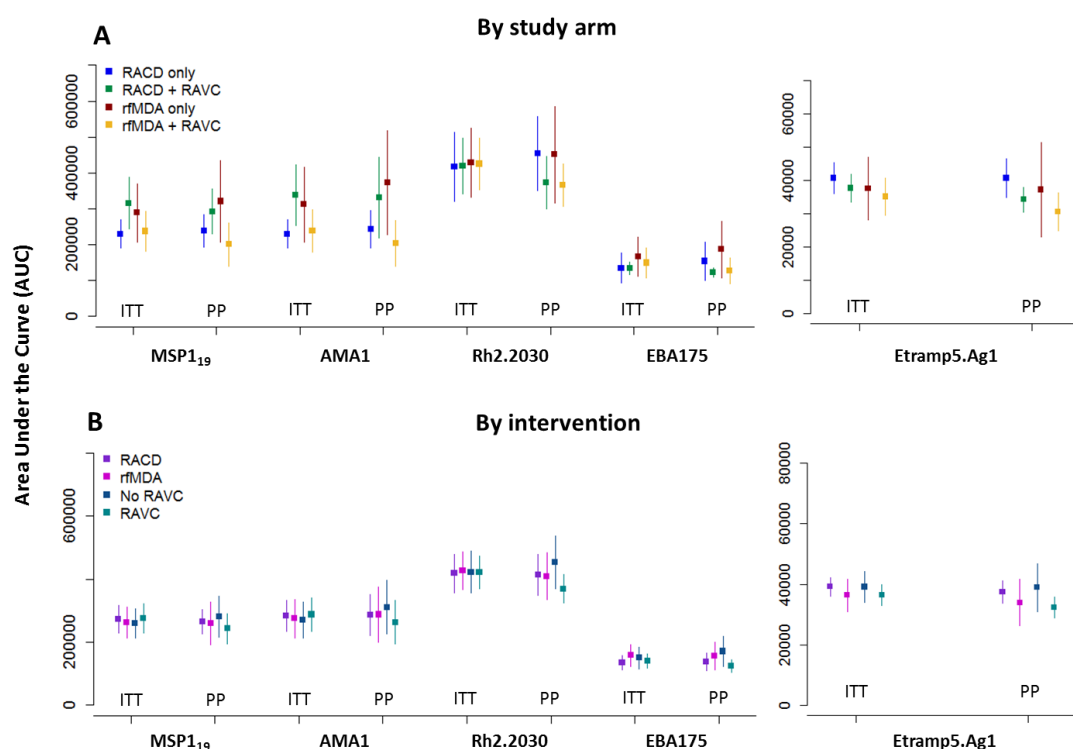 By study arm
A
Area Under the Curve (AUC)
RACD only
RACD + RAVC
rfMDA only
rfMDA + RAVC
0 200000 400000 600000
ITT PP ITT PP ITT PP ITT PP
MSP1₁₉ AMA1 Rh2.2030 EBA175
0 20000 40000 60000
ITT PP
Etramp5.Ag1
By intervention
B
RACD
rfMDA
No RAVC
RAVC
0 200000 600000
ITT PP ITT PP ITT PP ITT PP
MSP1₁₉ AMA1 Rh2.2030 EBA175
0 20000 40000 60000 80000
ITT PP
Etramp5.Ag1